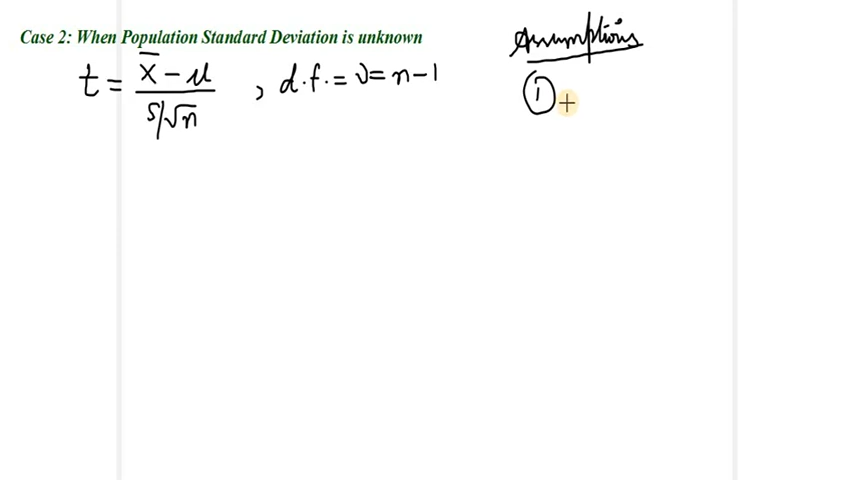 Case 2: When Population Standard Deviation is unknown
Assumptions
t = (x̄ - μ) / (s/√n) , d.f. = ν = n - 1
①